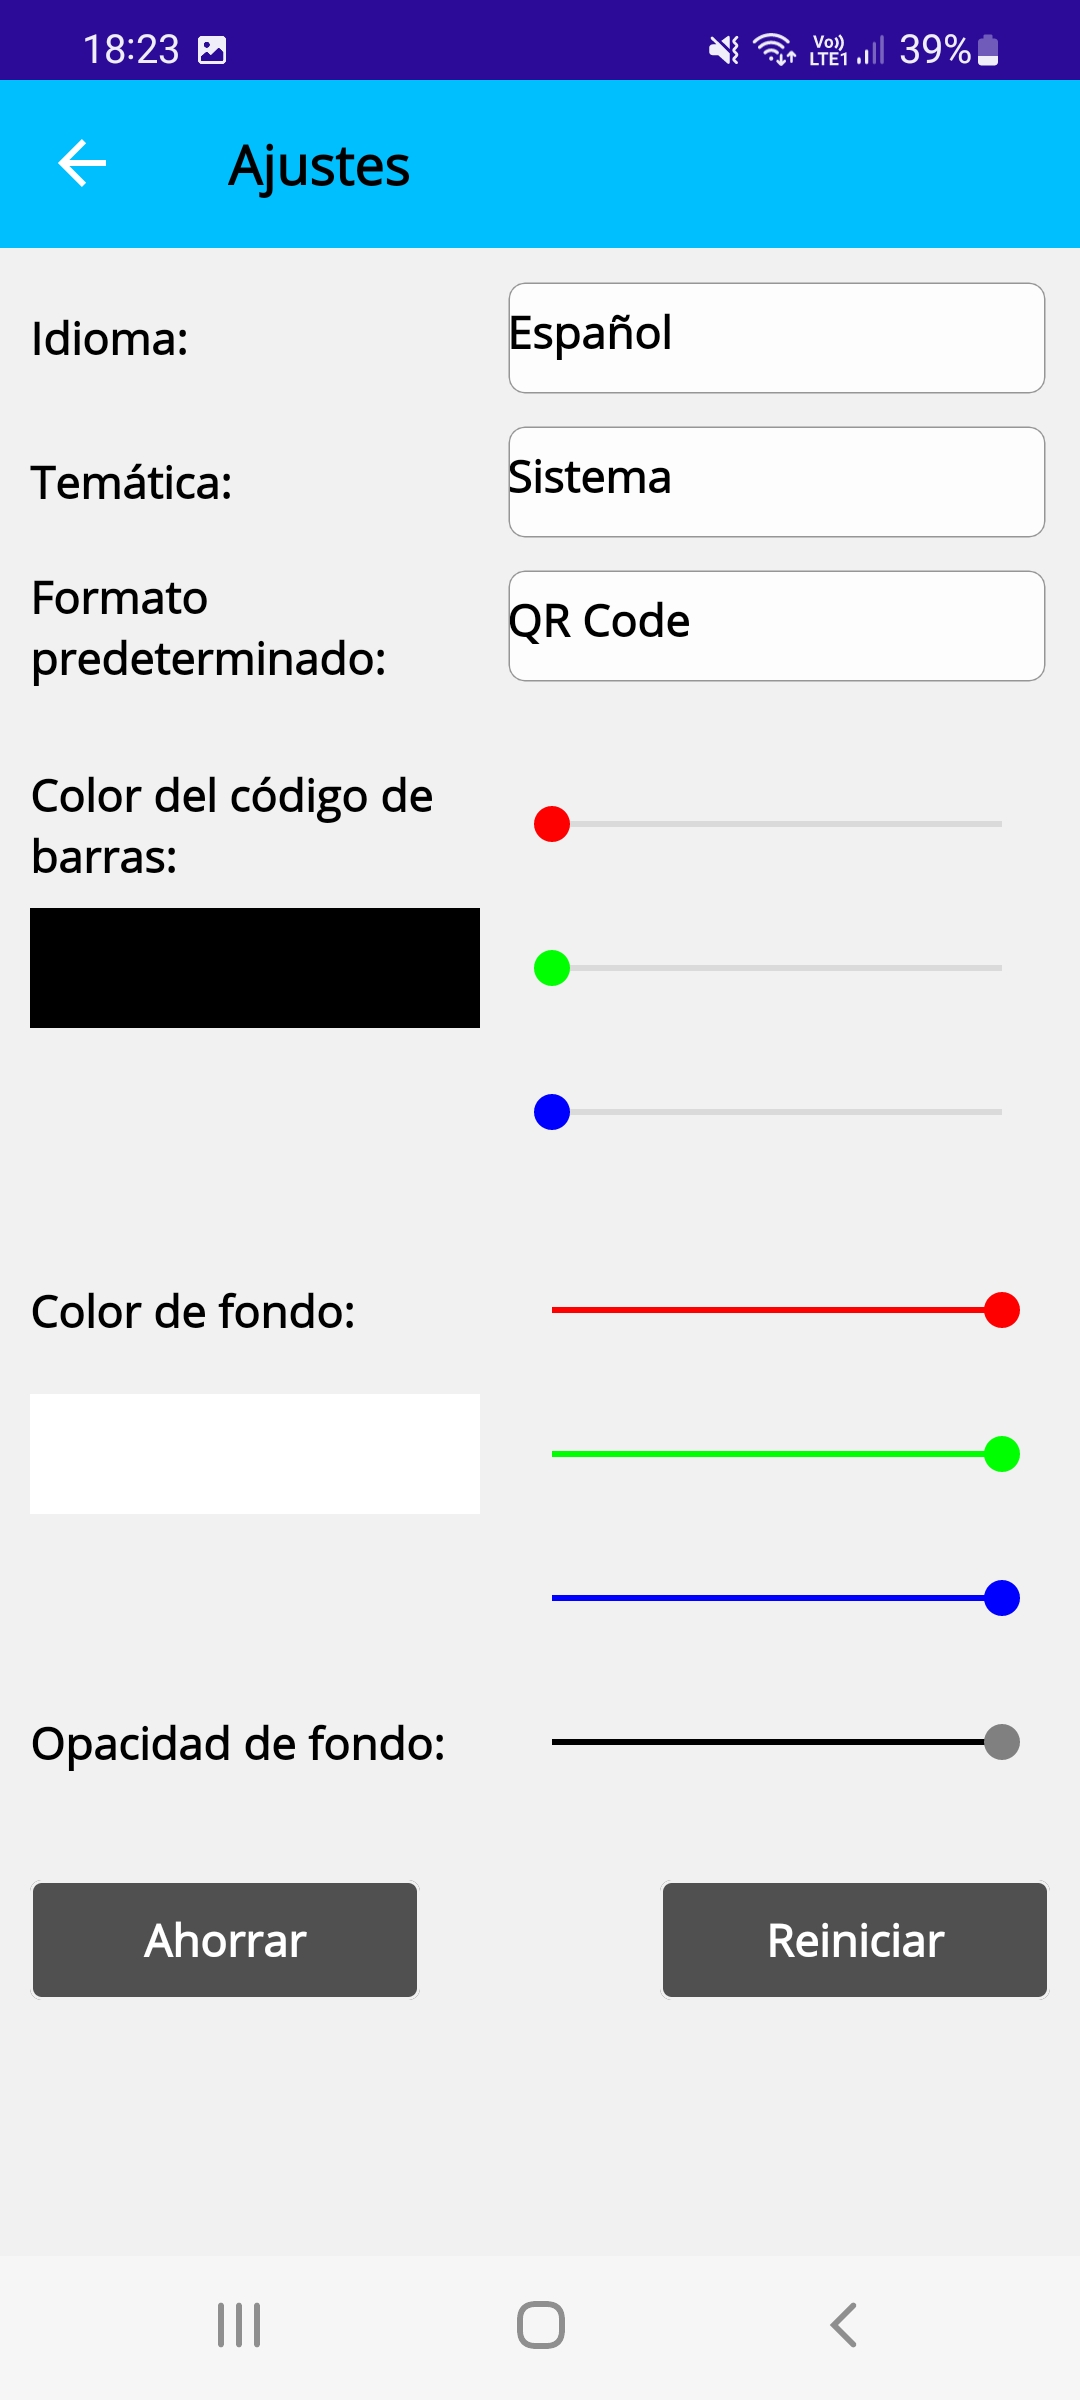 18:23
Vo)) LTE1 39%
Ajustes
Idioma:
Español
Temática:
Sistema
Formato
predeterminado:
QR Code
Color del código de
barras:
Color de fondo:
Opacidad de fondo:
Ahorrar
Reiniciar